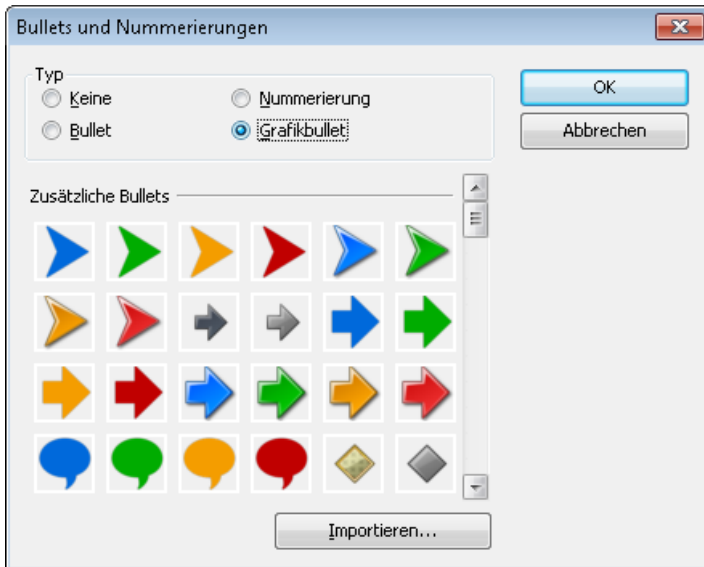 Bullets und Nummerierungen
Typ
Keine
Nummerierung
Bullet
Grafikbullet
OK
Abbrechen
Zusätzliche Bullets
Importieren...